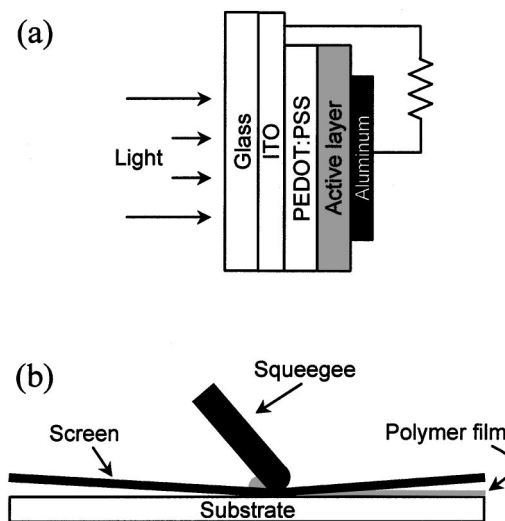 (a)
Light
Glass
ITO
PEDOT:PSS
Active layer
Aluminum
(b)
Squeegee
Screen
Polymer film
Substrate